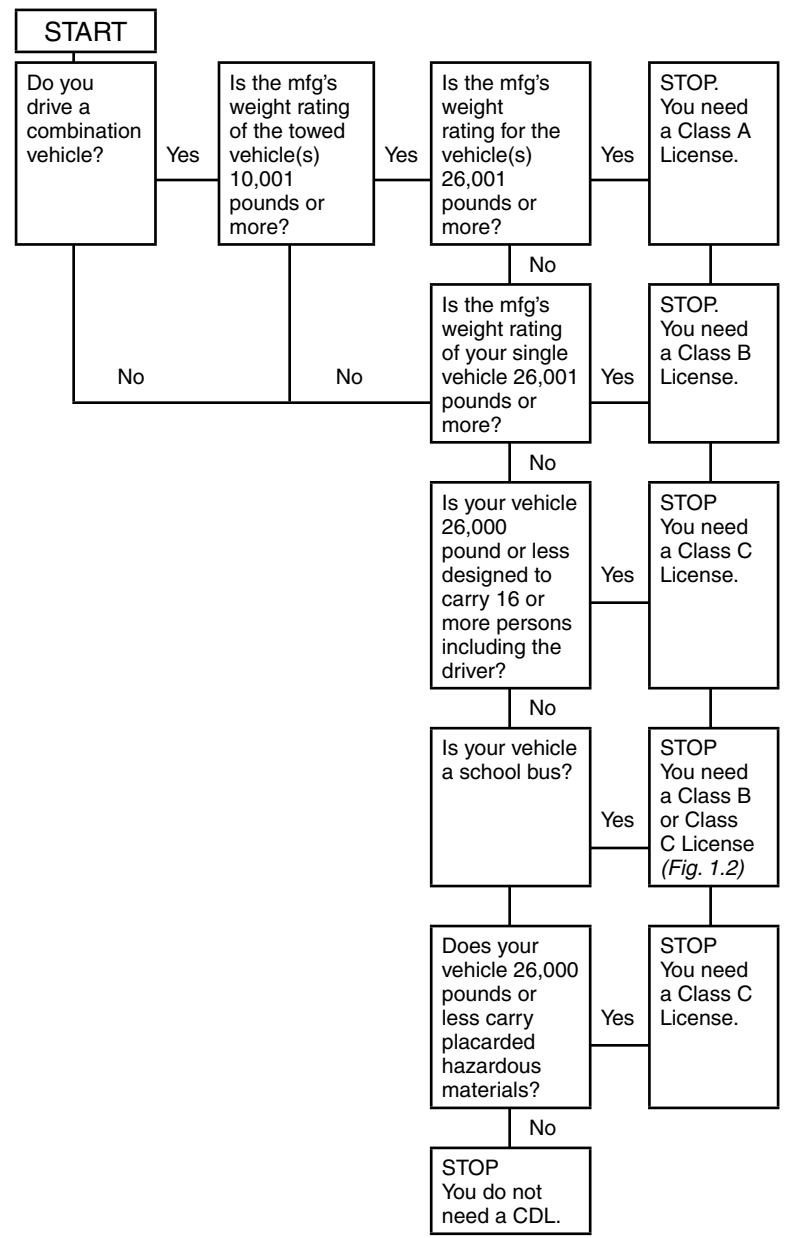 START
Do you
drive a
combination
vehicle?
Yes
Is the mfg's
weight rating
of the towed
vehicle(s)
10,001
pounds or
more?
Yes
Is the mfg's
weight
rating for the
vehicle(s)
26,001
pounds or
more?
Yes
STOP.
You need
a Class A
License.
No
No
No
Is the mfg's
weight rating
of your single
vehicle 26,001
pounds or
more?
Yes
STOP.
You need
a Class B
License.
No
Is your vehicle
26,000
pound or less
designed to
carry 16 or
more persons
including the
driver?
Yes
STOP
You need
a Class C
License.
No
Is your vehicle
a school bus?
Yes
STOP
You need
a Class B
or Class
C License
(Fig. 1.2)
Does your
vehicle 26,000
pounds or
less carry
placarded
hazardous
materials?
Yes
STOP
You need
a Class C
License.
No
STOP
You do not
need a CDL.